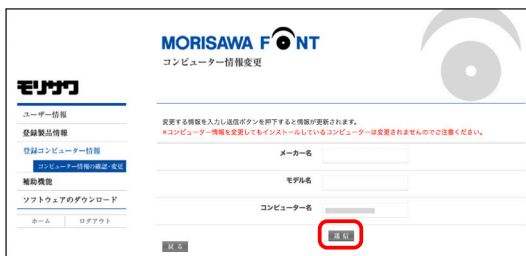 MORISAWA FONT
コンピューター情報変更
モリサワ
ユーザー情報
登録製品情報
登録コンピューター情報
コンピューター情報の確認・変更
補助機能
ソフトウェアのダウンロード
ホーム
ログアウト
変更する情報を入力し送信ボタンを押下すると情報が更新されます。
※コンピューター情報を変更してもインストールしているコンピューターは変更されませんのでご注意ください。
メーカー名
モデル名
コンピューター名
送信
戻る